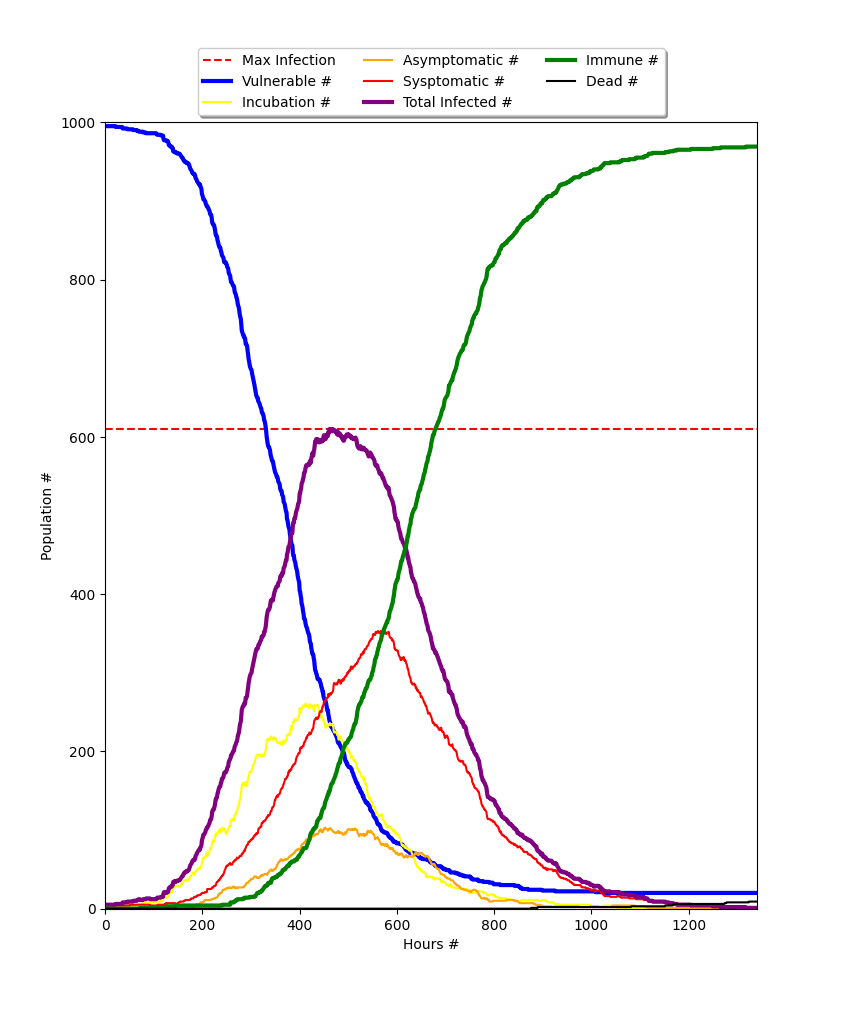 Max Infection Asymptomatic # Immune #
Vulnerable # Sysptomatic # Dead #
Incubation # Total Infected #
1000
800
600
400
200
0
Population #
0 200 400 600 800 1000 1200
Hours #